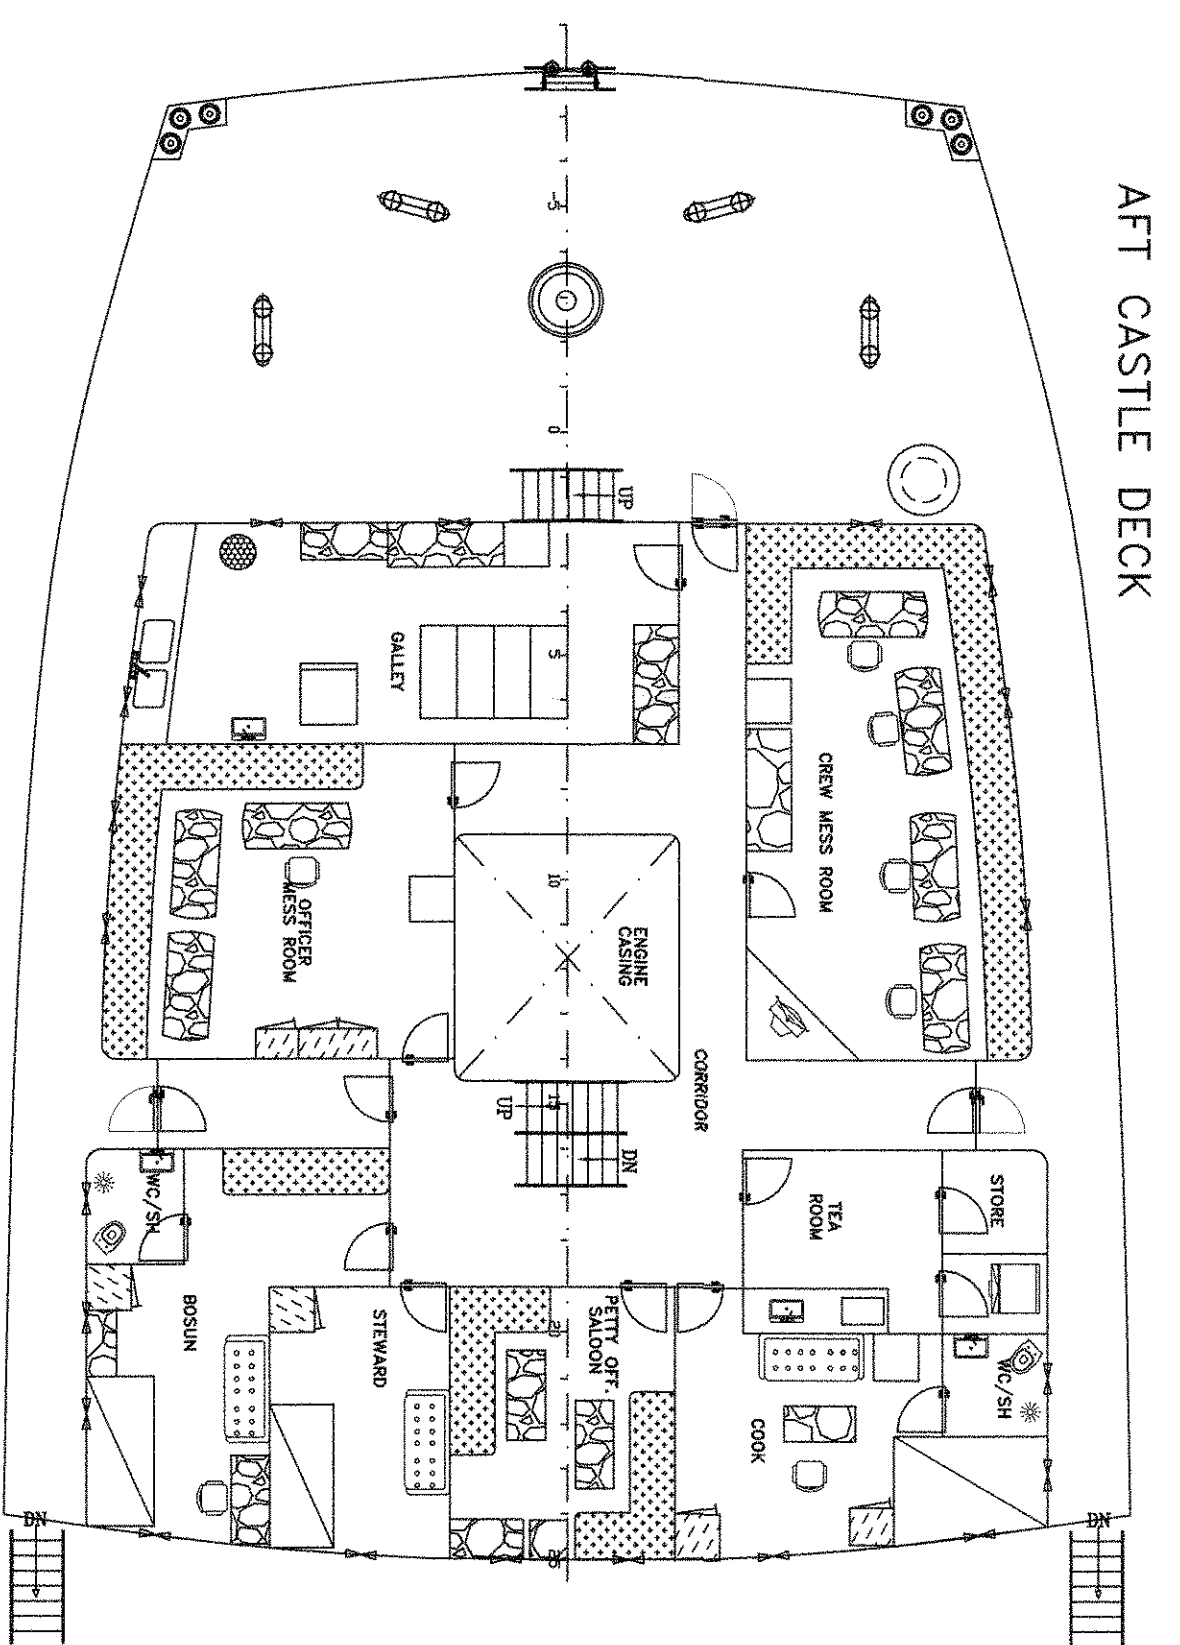 AFT CASTLE DECK
-5
0
UP
5
GALLEY
CREW MESS ROOM
10
OFFICER
MESS ROOM
ENGINE
CASING
CORRIDOR
15
UP
DN
WC/SH
TEA
ROOM
STORE
BOSUN
STEWARD
20
PETTY OFF.
SALOON
COOK
WC/SH
25
DN
DN